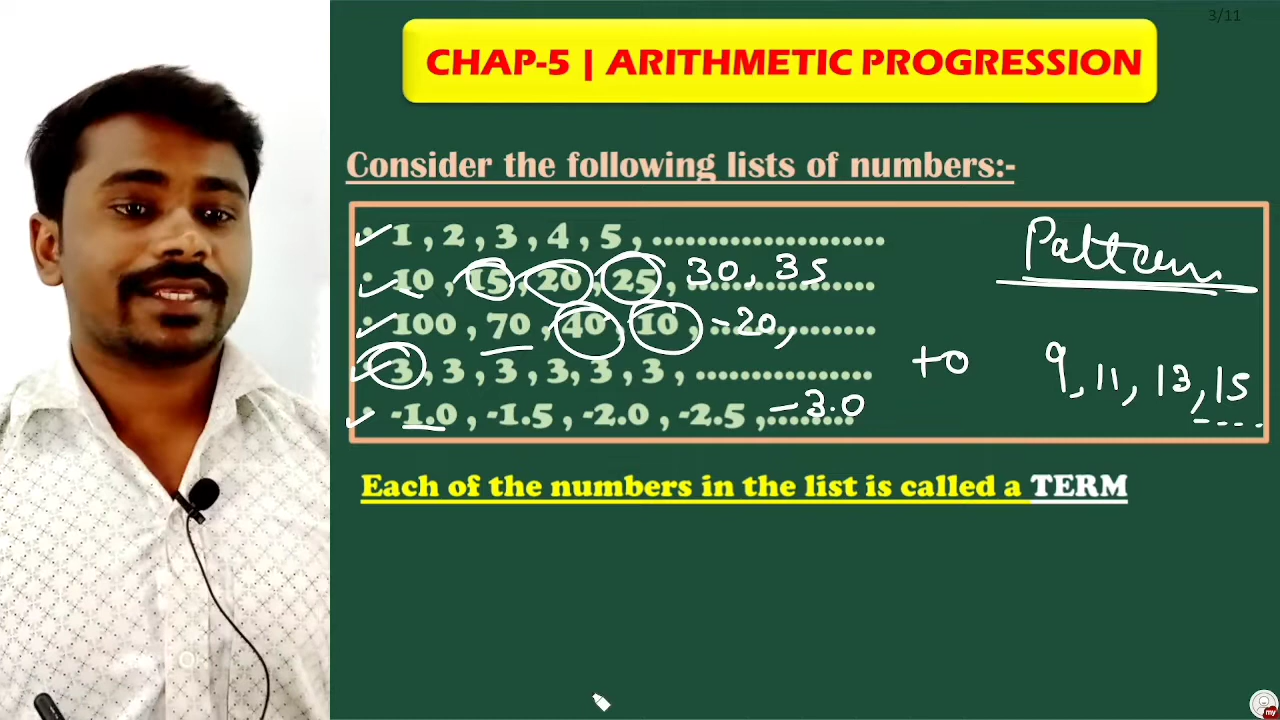 3/11
CHAP-5 | ARITHMETIC PROGRESSION
Consider the following lists of numbers:-
1 , 2 , 3 , 4 , 5 , ......................................
10 , 15 , 20 , 25 , 30, 35
100 , 70 , 40 , 10 , -20,
3 , 3 , 3 , 3, 3 , 3 , .............................
-1.0 , -1.5 , -2.0 , -2.5 , -3.0
Pattern
+0
9, 11, 13, 15
Each of the numbers in the list is called a TERM
my